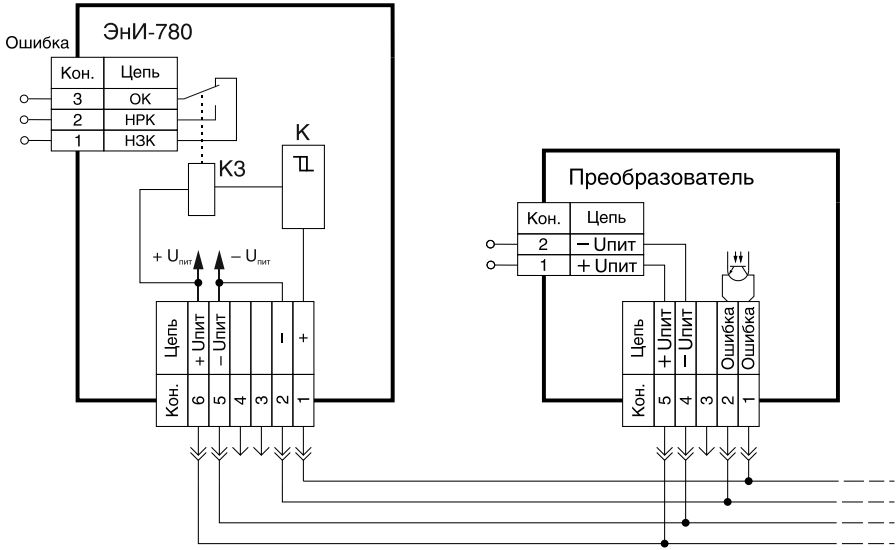 ЭнИ-780
Ошибка
Кон. Цепь
3 ОК
2 НРК
1 НЗК
К
К3
+ Uпит – Uпит
Цепь + Uпит – Uпит – +
Кон. 6 5 4 3 2 1
Преобразователь
Кон. Цепь
2 – Uпит
1 + Uпит
Цепь + Uпит – Uпит Ошибка Ошибка
Кон. 5 4 3 2 1